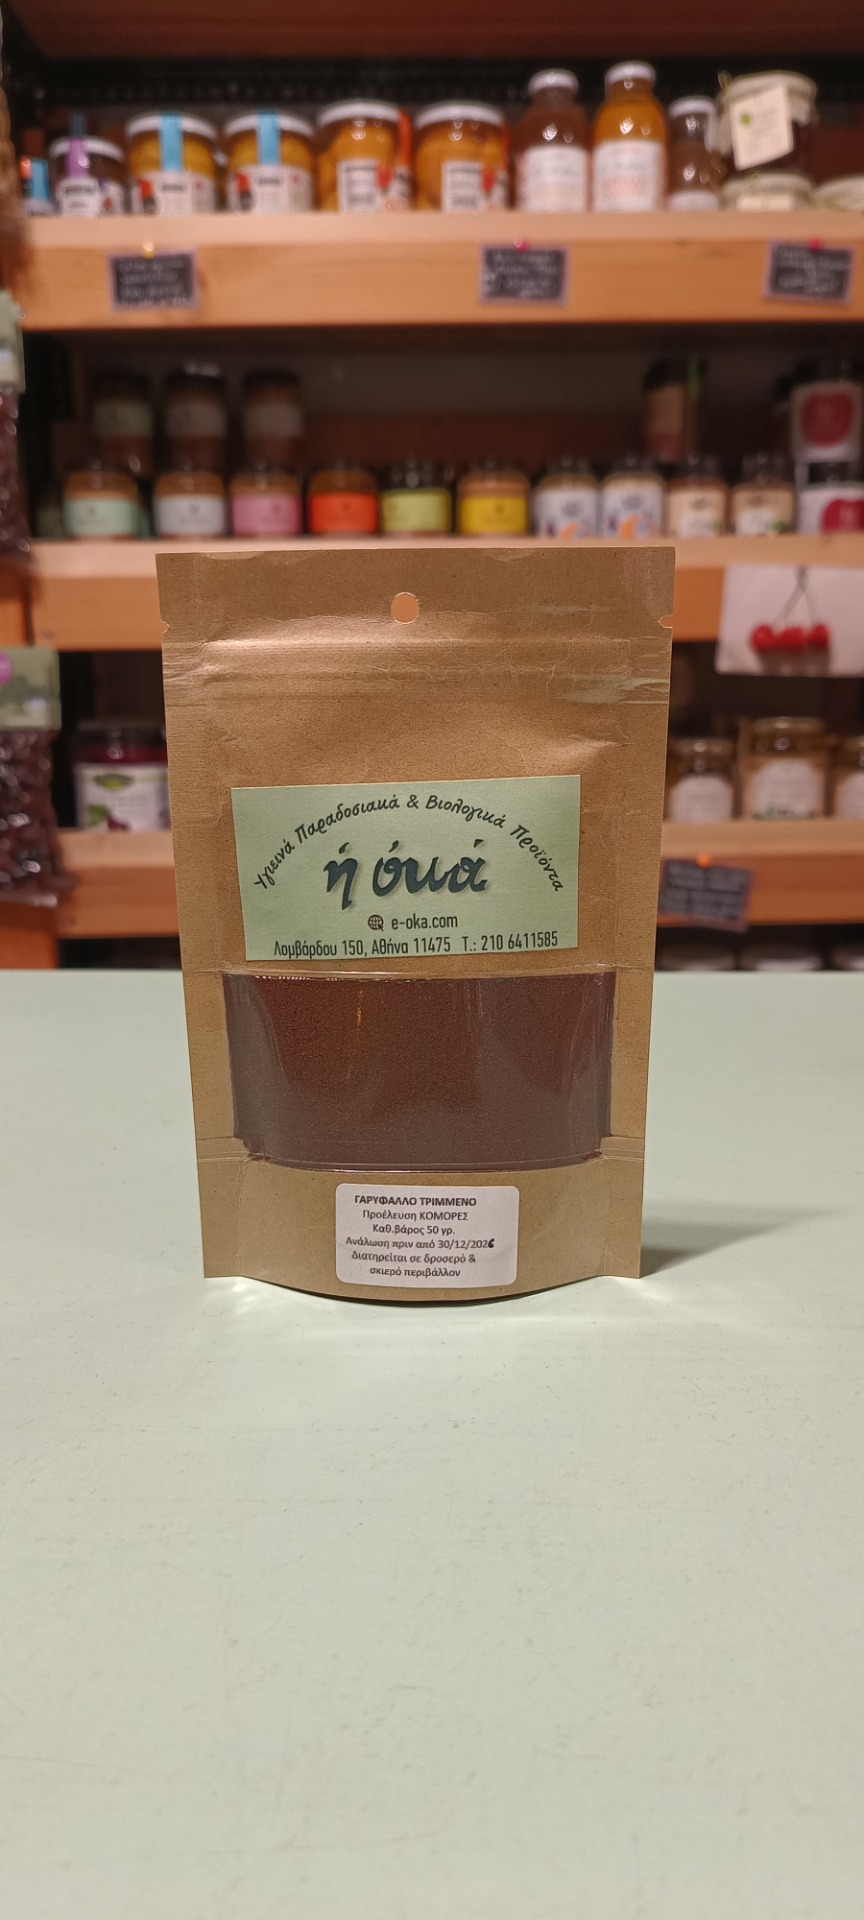 Υγιεινά Παραδοσιακά & Βιολογικά Προϊόντα
ή όκά
e-oka.com
Λομβάρδου 150, Αθήνα 11475 Τ.: 210 6411585
ΓΑΡΥΦΑΛΛΟ ΤΡΙΜΜΕΝΟ
Προέλευση ΚΟΜΟΡΕΣ
Καθ.βάρος 50 γρ.
Ανάλωση πριν από 30/12/2026
Διατηρείται σε δροσερό &
σκιερό περιβάλλον